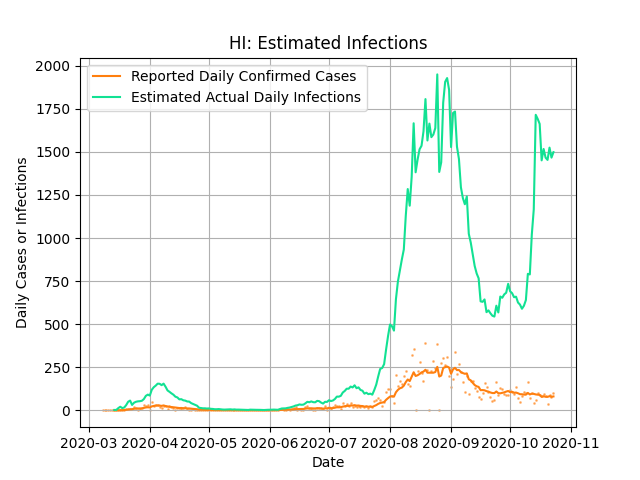 HI: Estimated Infections
Reported Daily Confirmed Cases
Estimated Actual Daily Infections
Daily Cases or Infections
2000
1750
1500
1250
1000
750
500
250
0
2020-03 2020-04 2020-05 2020-06 2020-07 2020-08 2020-09 2020-10 2020-11
Date